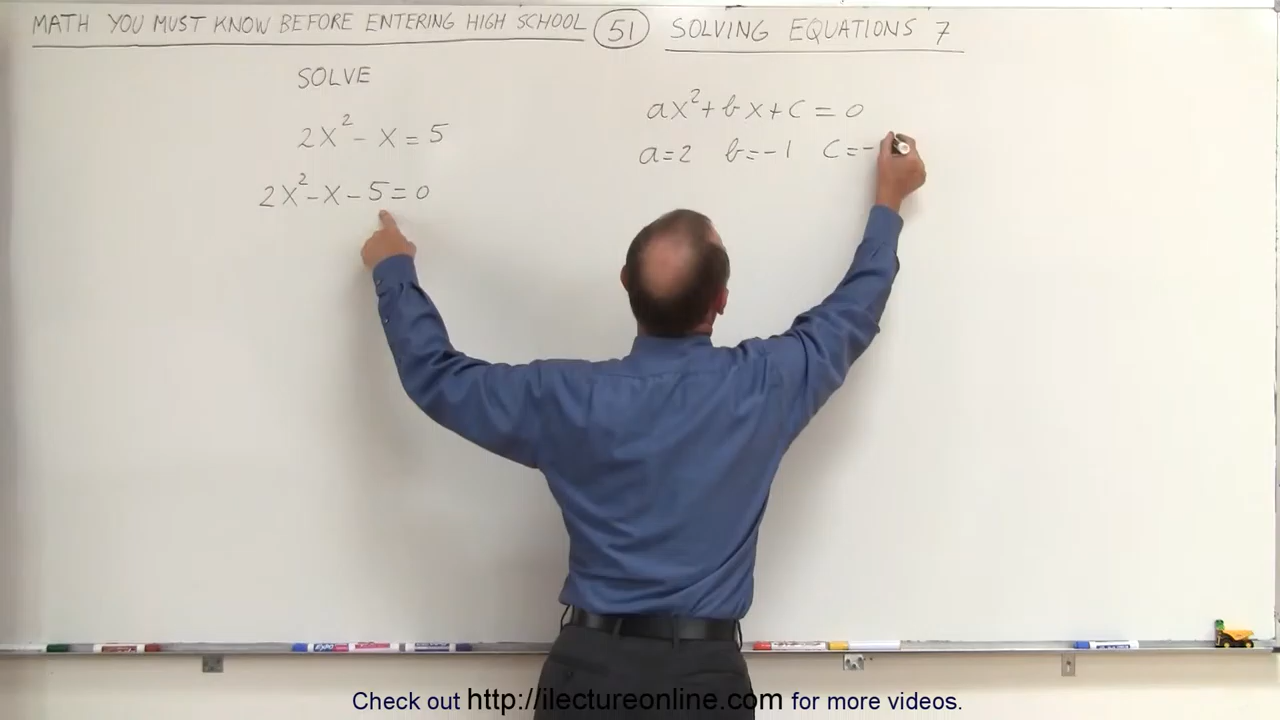 MATH YOU MUST KNOW BEFORE ENTERING HIGH SCHOOL 51 SOLVING EQUATIONS 7
SOLVE
2x² - x = 5
2x² - x - 5 = 0
ax² + bx + c = 0
a=2 b=-1 c=-
EXPO
Check out http://ilectureonline.com for more videos.